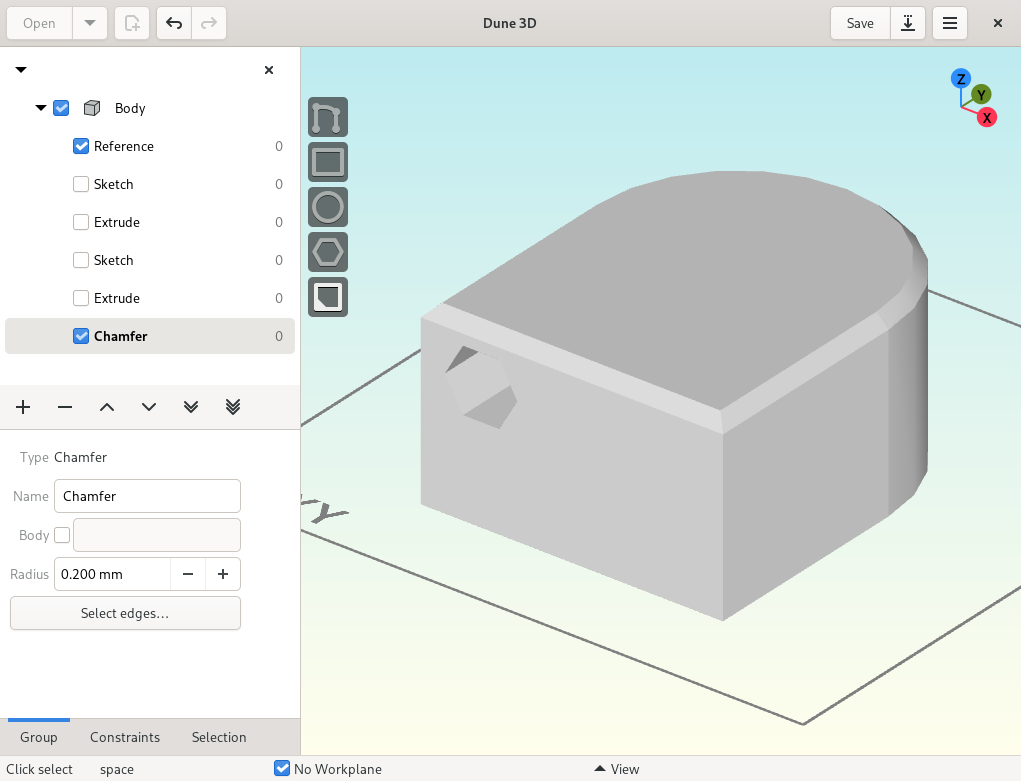 Open
Dune 3D
Save
Body
Reference 0
Sketch 0
Extrude 0
Sketch 0
Extrude 0
Chamfer 0
Type Chamfer
Name Chamfer
Body
Radius 0.200 mm
Select edges...
Group Constraints Selection
Z
Y
X
Y
Click select space No Workplane View